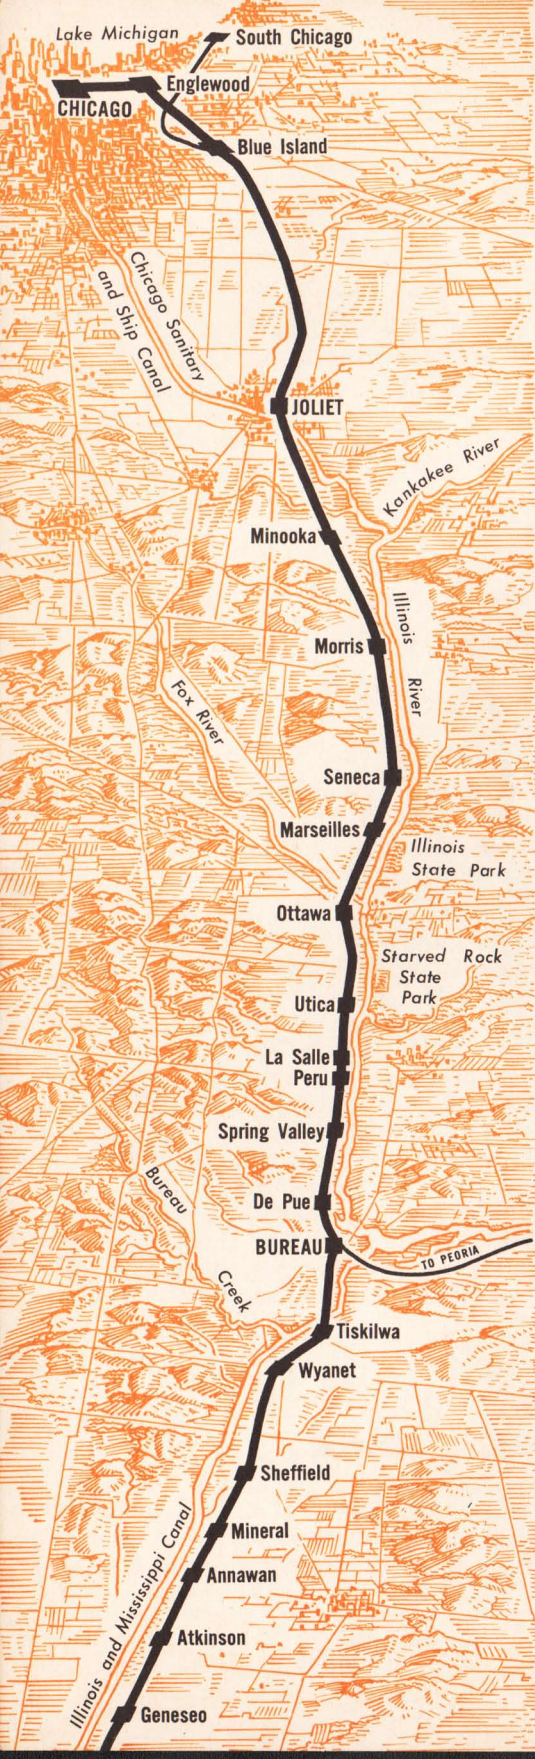 Lake Michigan
South Chicago
Englewood
CHICAGO
Blue Island
Chicago Sanitary
and Ship Canal
JOLIET
Kankakee River
Minooka
Illinois
River
Morris
Fox River
Seneca
Marseilles
Illinois
State Park
Ottawa
Starved Rock
State
Park
Utica
La Salle
Peru
Spring Valley
De Pue
Bureau
Creek
BUREAU
TO PEORIA
Tiskilwa
Wyanet
Sheffield
Mineral
Annawan
Illinois and Mississippi Canal
Atkinson
Geneseo